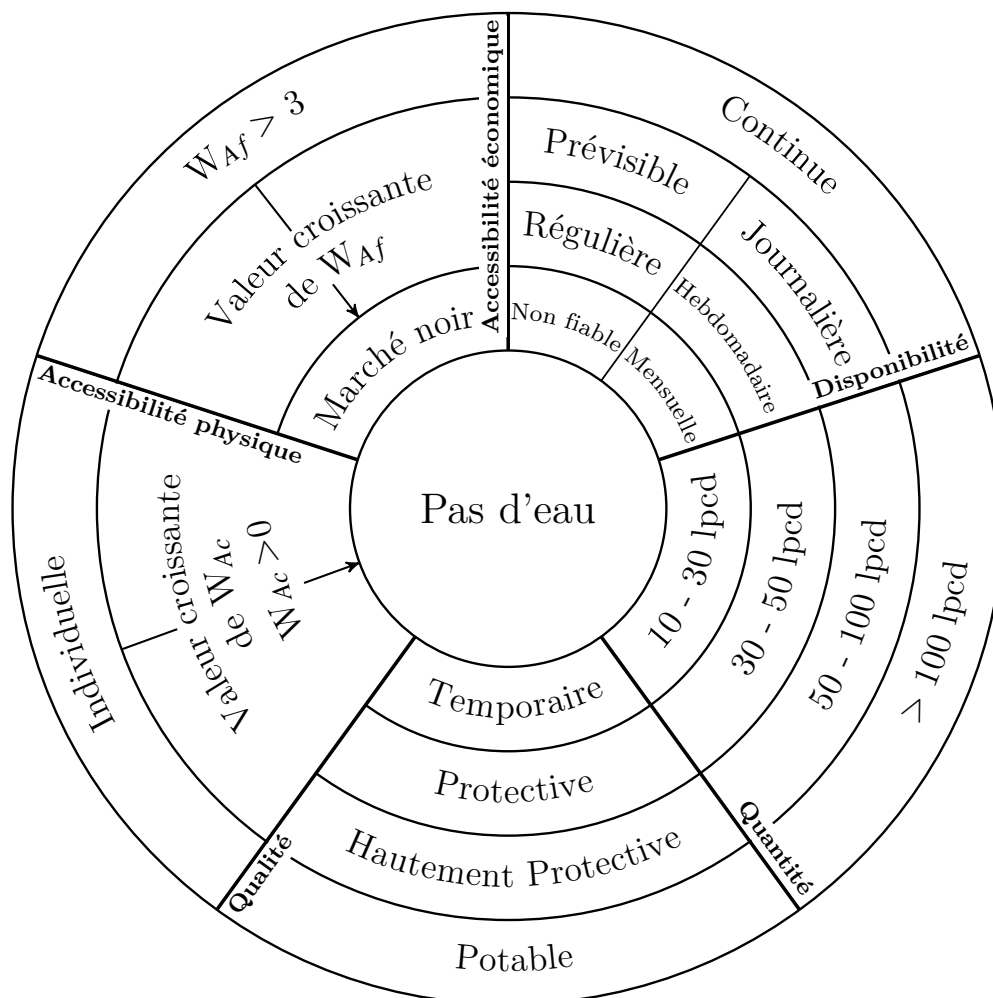 Accessibilité économique
W_Af > 3
Valeur croissante
de W_Af
Marché noir
Continue
Prévisible
Journalière
Régulière
Hebdomadaire
Non fiable
Mensuelle
Disponibilité
Accessibilité physique
Individuelle
Valeur croissante
de W_Ac
W_Ac >0
Pas d'eau
10 - 30 lpcd
30 - 50 lpcd
50 - 100 lpcd
> 100 lpcd
Quantité
Temporaire
Protective
Hautement Protective
Potable
Qualité